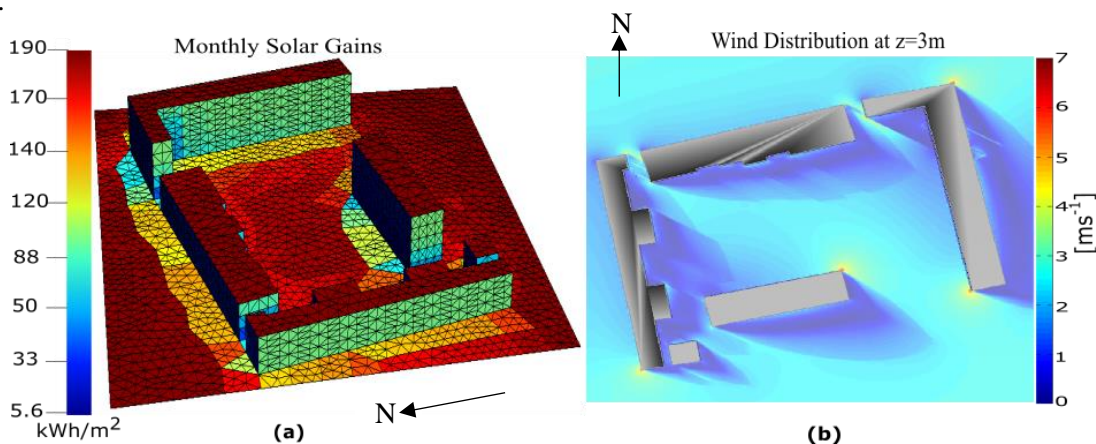 Monthly Solar Gains
190
170
140
120
88
50
33
5.6
kWh/m²
N
(a)
N
Wind Distribution at z=3m
7
6
5
4
3
2
1
0
[ms⁻¹]
(b)